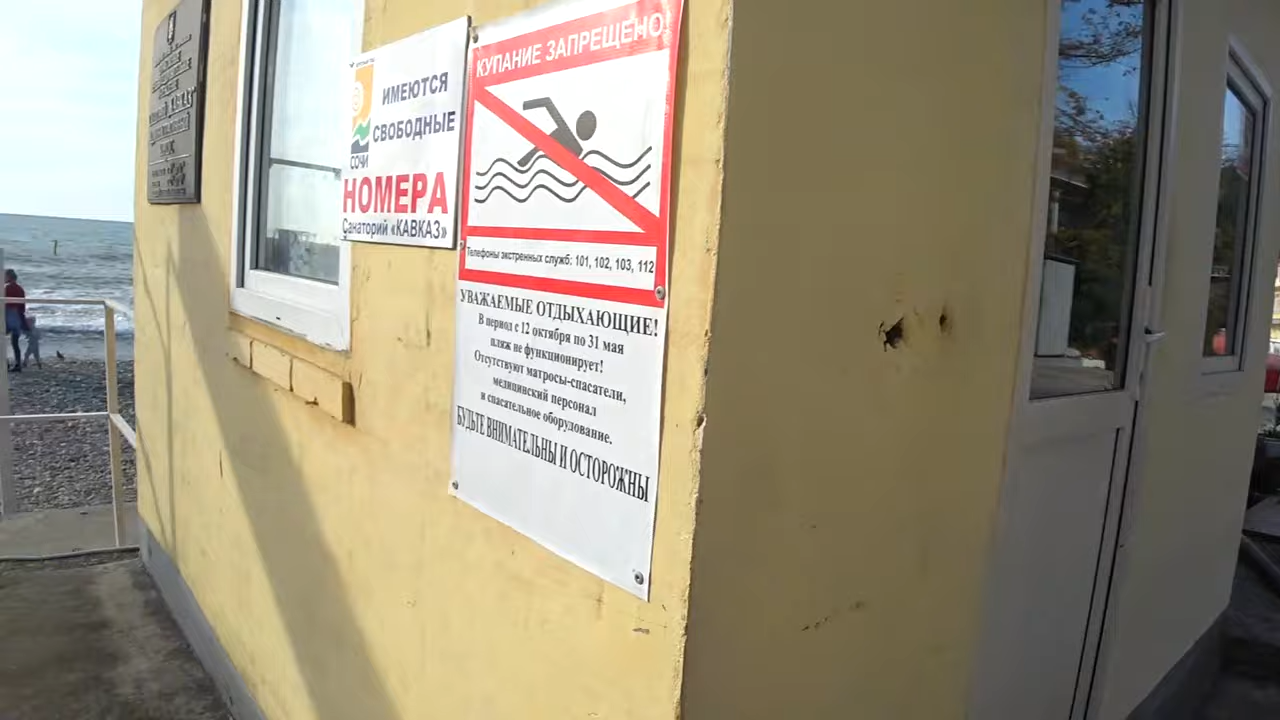 КАВКАЗ
ИМЕЮТСЯ
СВОБОДНЫЕ
СОЧИ
НОМЕРА
Санаторий «КАВКАЗ»
КУПАНИЕ ЗАПРЕЩЕНО!
Телефоны экстренных служб: 101, 102, 103, 112
УВАЖАЕМЫЕ ОТДЫХАЮЩИЕ!
В период с 12 октября по 31 мая
пляж не функционирует!
Отсутствуют матросы-спасатели,
медицинский персонал
и спасательное оборудование.
БУДЬТЕ ВНИМАТЕЛЬНЫ И ОСТОРОЖНЫ